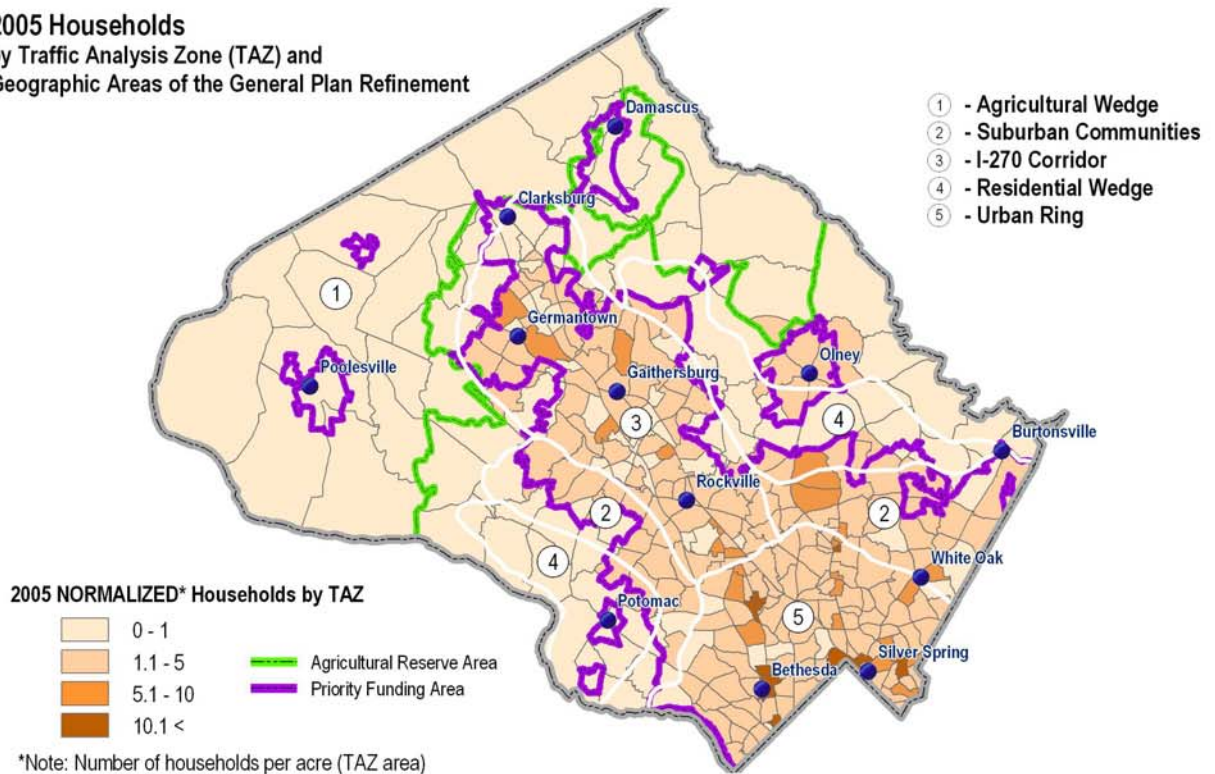 2005 Households
by Traffic Analysis Zone (TAZ) and
Geographic Areas of the General Plan Refinement
1 - Agricultural Wedge
2 - Suburban Communities
3 - I-270 Corridor
4 - Residential Wedge
5 - Urban Ring
Damascus
Clarksburg
1
Germantown
Poolesville
Olney
Gaithersburg
3
4
Burtonsville
Rockville
2
2
4
White Oak
Potomac
5
Silver Spring
Bethesda
2005 NORMALIZED* Households by TAZ
0 - 1
1.1 - 5
5.1 - 10
10.1 <
Agricultural Reserve Area
Priority Funding Area
*Note: Number of households per acre (TAZ area)